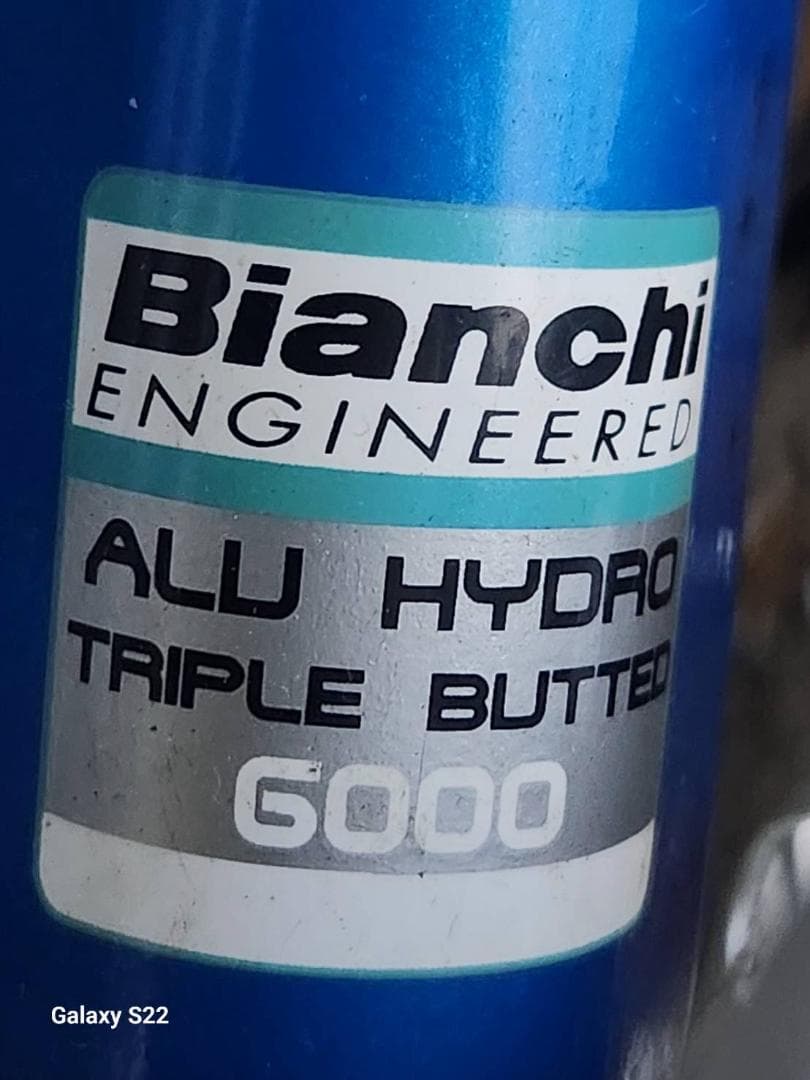 Bianchi
ENGINEERED
ALU HYDRO
TRIPLE BUTTED
6000
Galaxy S22